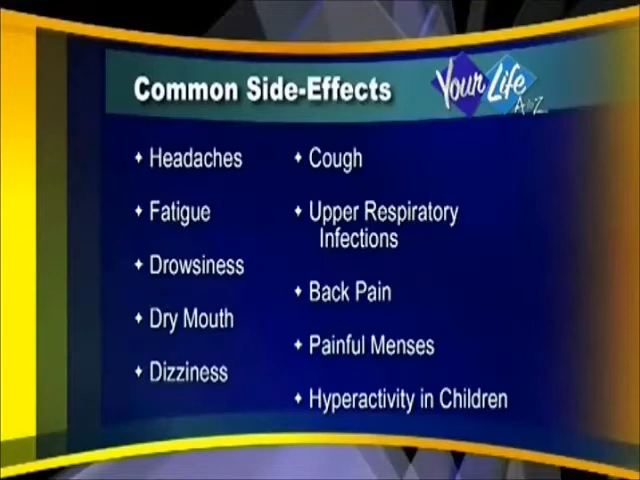 Common Side-Effects
Your Life
A to Z
Headaches
Fatigue
Drowsiness
Dry Mouth
Dizziness
Cough
Upper Respiratory
Infections
Back Pain
Painful Menses
Hyperactivity in Children